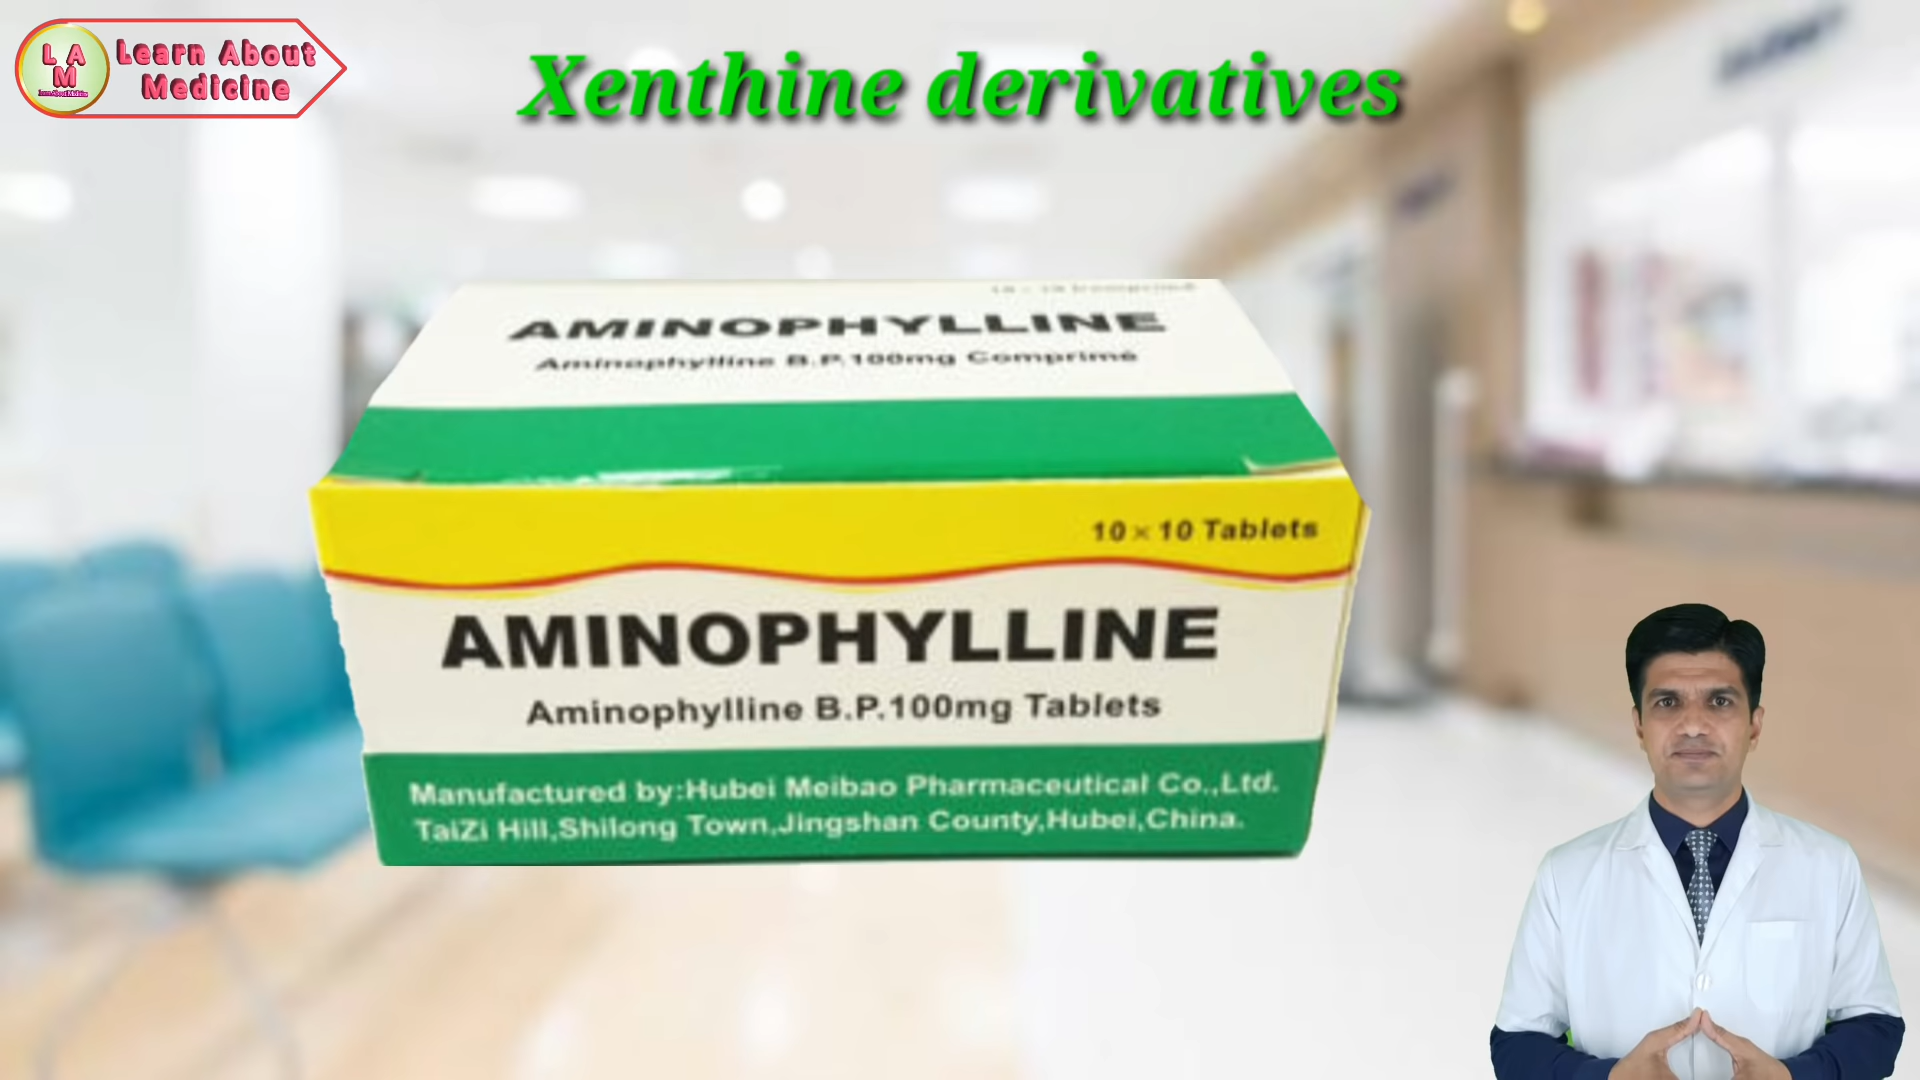 L A
M
Learn About
Medicine
Xenthine derivatives
AMINOPHYLLINE
Aminophylline B.P.100mg Comprimé
10 × 10 Tablets
AMINOPHYLLINE
Aminophylline B.P.100mg Tablets
Manufactured by:Hubei Meibao Pharmaceutical Co.,Ltd.
TaiZi Hill,Shilong Town,Jingshan County,Hubei,China.